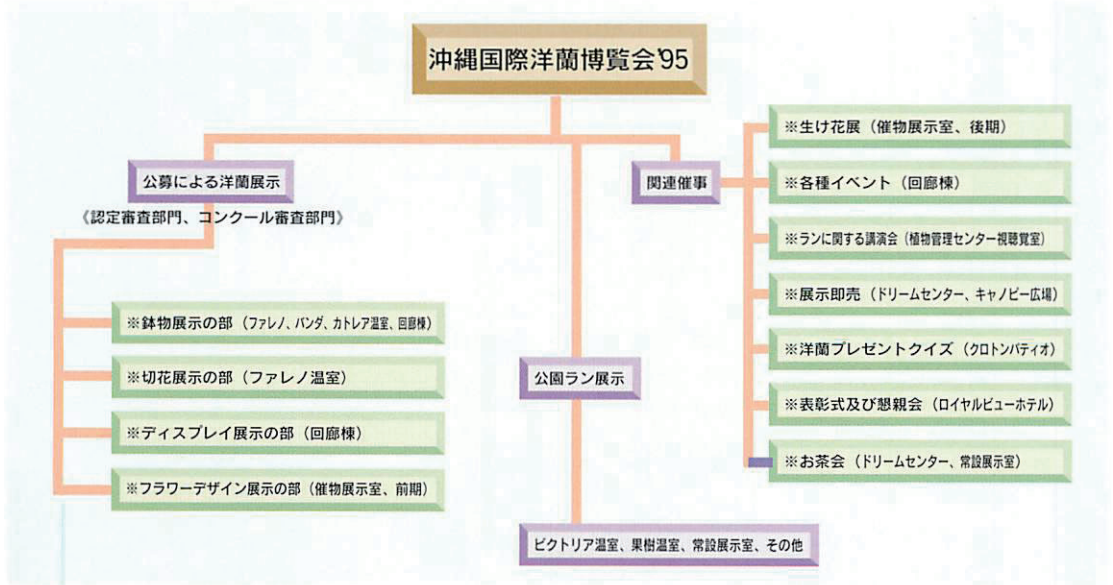 沖縄国際洋蘭博覧会'95
公募による洋蘭展示
《認定審査部門、コンクール審査部門》
※鉢物展示の部（ファレノ、バンダ、カトレア温室、回廊棟）
※切花展示の部（ファレノ温室）
※ディスプレイ展示の部（回廊棟）
※フラワーデザイン展示の部（催物展示室、前期）
公園ラン展示
ビクトリア温室、果樹温室、常設展示室、その他
関連催事
※生け花展（催物展示室、後期）
※各種イベント（回廊棟）
※ランに関する講演会（植物管理センター視聴覚室）
※展示即売（ドリームセンター、キャノピー広場）
※洋蘭プレゼントクイズ（クロトンパティオ）
※表彰式及び懇親会（ロイヤルビューホテル）
※お茶会（ドリームセンター、常設展示室）